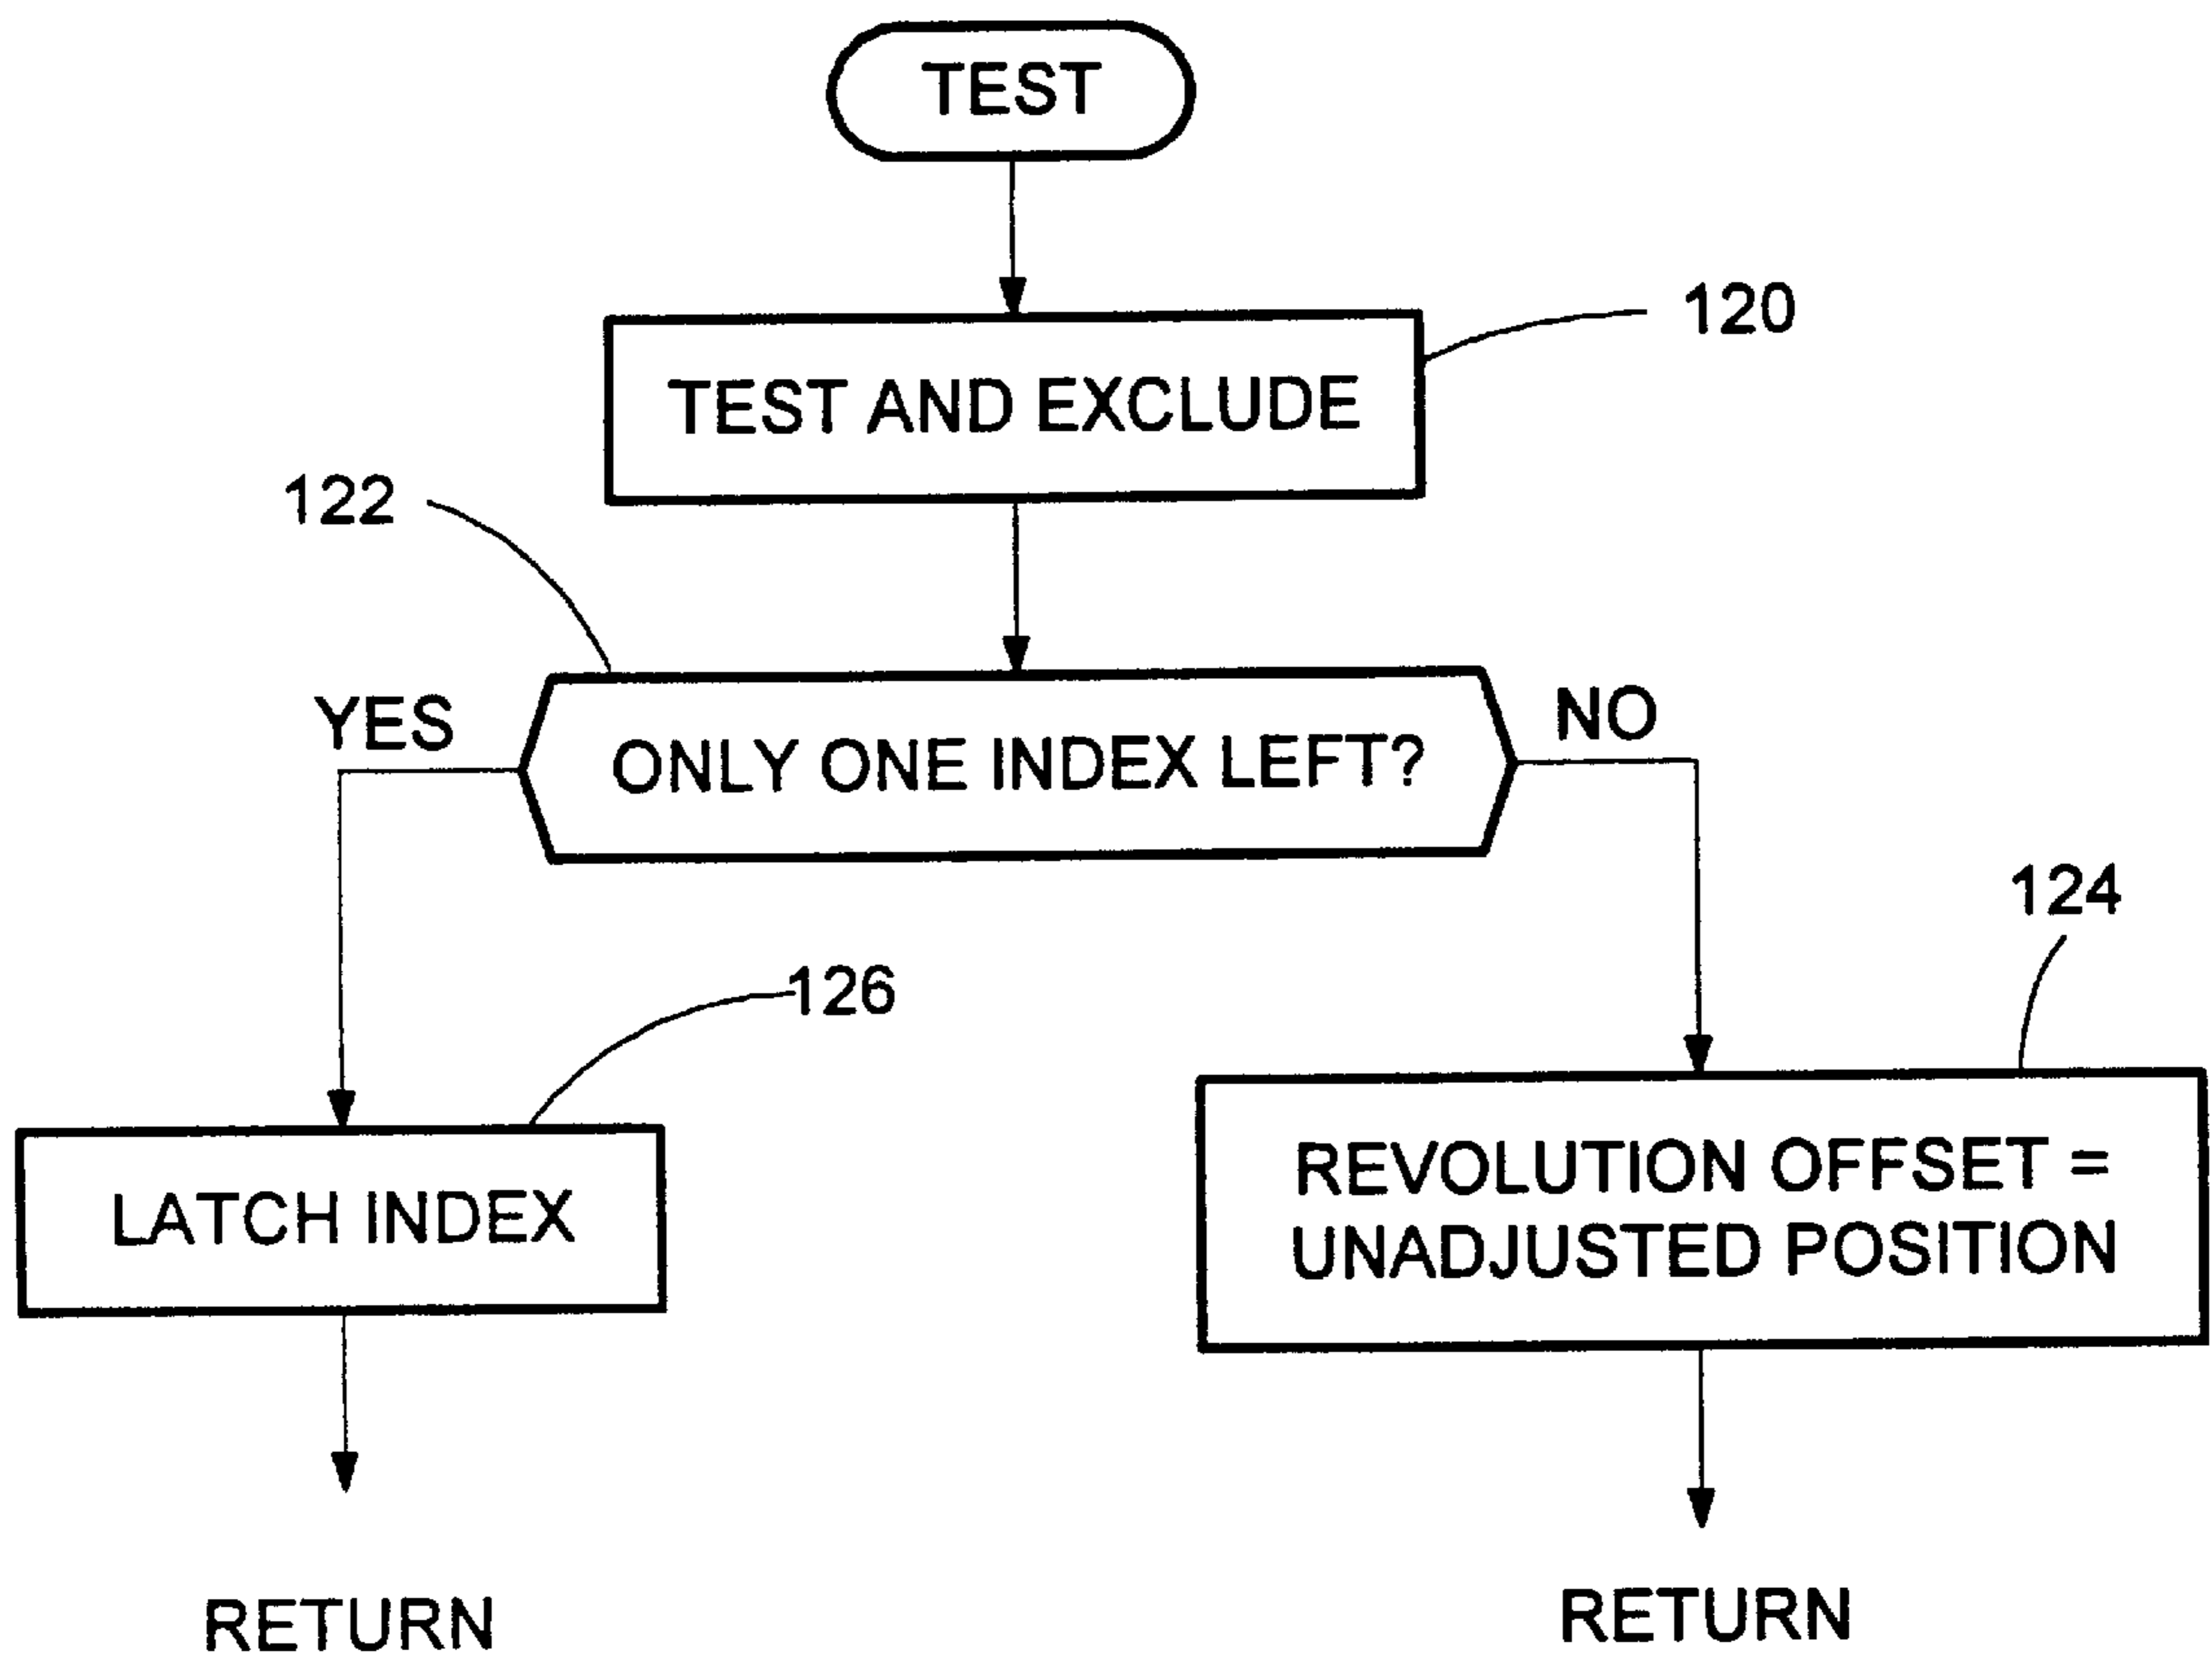 TEST
120
TEST AND EXCLUDE
122
YES
NO
ONLY ONE INDEX LEFT?
124
126
REVOLUTION OFFSET =
UNADJUSTED POSITION
LATCH INDEX
RETURN
RETURN